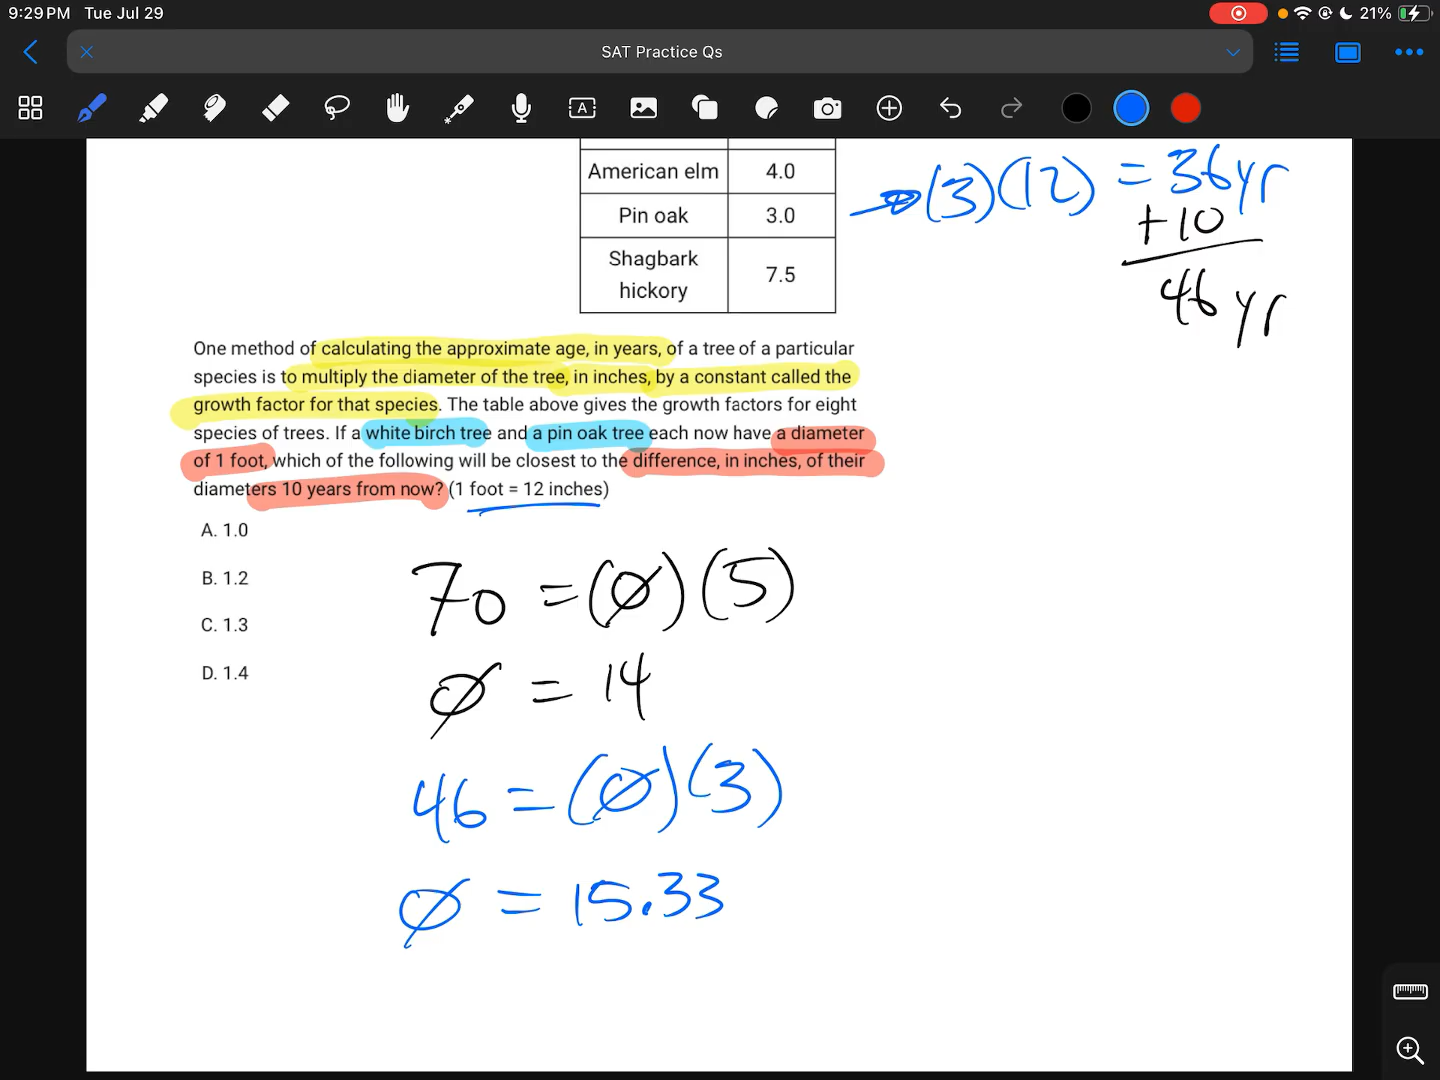 9:29 PM Tue Jul 29
21%
SAT Practice Qs
American elm 4.0
(3)(12) = 36yr
Pin oak 3.0
+10
Shagbark hickory 7.5
46 yr
One method of calculating the approximate age, in years, of a tree of a particular
species is to multiply the diameter of the tree, in inches, by a constant called the
growth factor for that species. The table above gives the growth factors for eight
species of trees. If a white birch tree and a pin oak tree each now have a diameter
of 1 foot, which of the following will be closest to the difference, in inches, of their
diameters 10 years from now? (1 foot = 12 inches)
A. 1.0
B. 1.2
C. 1.3
D. 1.4
70 = (∅)(5)
∅ = 14
46 = (∅)(3)
∅ = 15.33